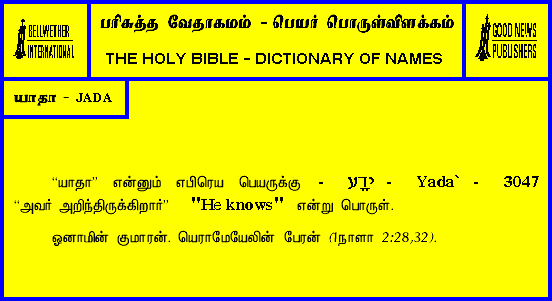 BELLWETHER
INTERNATIONAL
பரிசுத்த வேதாகமம் - பெயர் பொருள்விளக்கம்
THE HOLY BIBLE - DICTIONARY OF NAMES
GOOD NEWS
PUBLISHERS
யாதா - JADA
“யாதா” என்னும் எபிரெய பெயருக்கு - יָדָע - Yada` - 3047
“அவர் அறிந்திருக்கிறார்” "He knows" என்று பொருள்.
ஓனாமின் குமாரன். யெராமேயேலின் பேரன் (1நாளா 2:28,32).